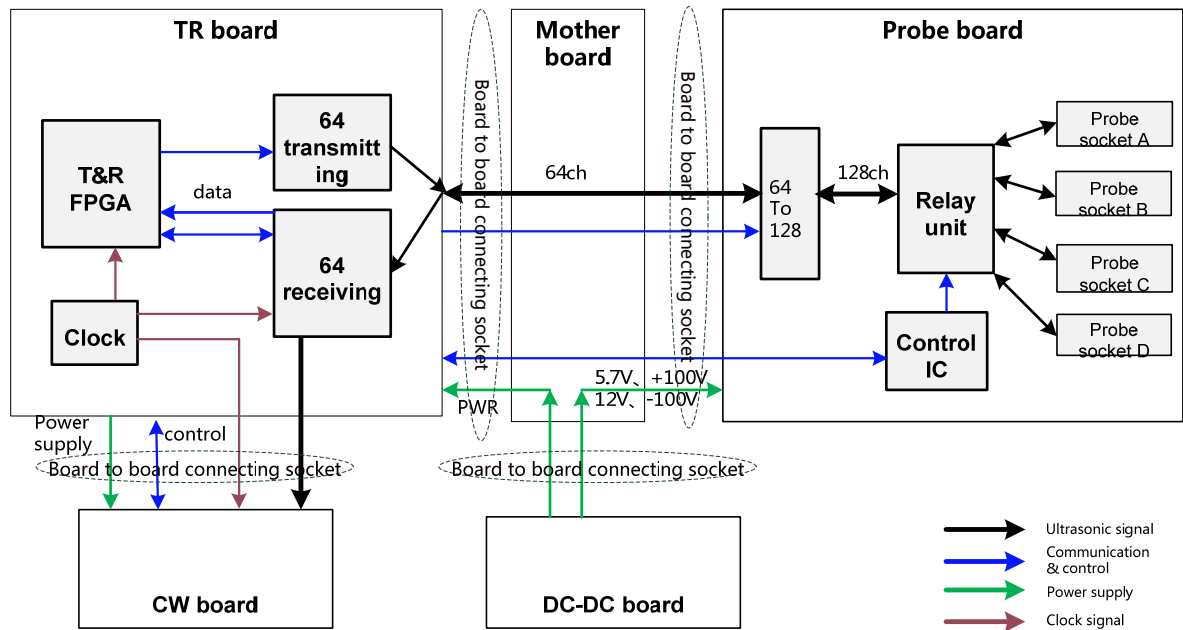 TR board
Mother
board
Probe board
64
transmitt
ing
T&R
FPGA
data
64
receiving
Clock
Board to board connecting socket
64ch
Board to board connecting socket
64
To
128
128ch
Relay
unit
Probe
socket A
Probe
socket B
Probe
socket C
Probe
socket D
Control
IC
5.7V、+100V
12V、-100V
PWR
Power
supply
control
Board to board connecting socket
Board to board connecting socket
CW board
DC-DC board
Ultrasonic signal
Communication
& control
Power supply
Clock signal